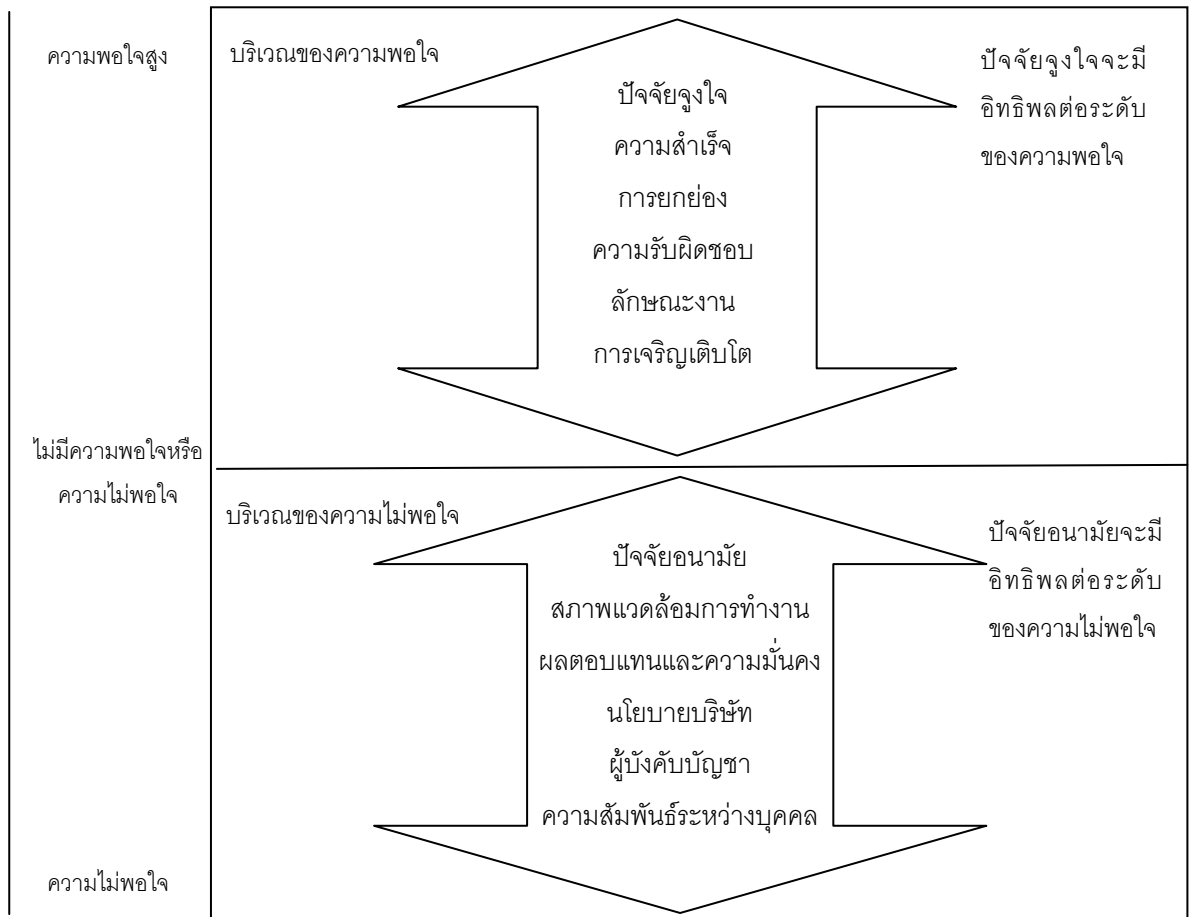 ความพอใจสูง
บริเวณของความพอใจ
ปัจจัยจูงใจ
ความสำเร็จ
การยกย่อง
ความรับผิดชอบ
ลักษณะงาน
การเจริญเติบโต
ปัจจัยจูงใจจะมี
อิทธิพลต่อระดับ
ของความพอใจ
ไม่มีความพอใจหรือ
ความไม่พอใจ
บริเวณของความไม่พอใจ
ปัจจัยอนามัย
สภาพแวดล้อมการทำงาน
ผลตอบแทนและความมั่นคง
นโยบายบริษัท
ผู้บังคับบัญชา
ความสัมพันธ์ระหว่างบุคคล
ปัจจัยอนามัยจะมี
อิทธิพลต่อระดับ
ของความไม่พอใจ
ความไม่พอใจ